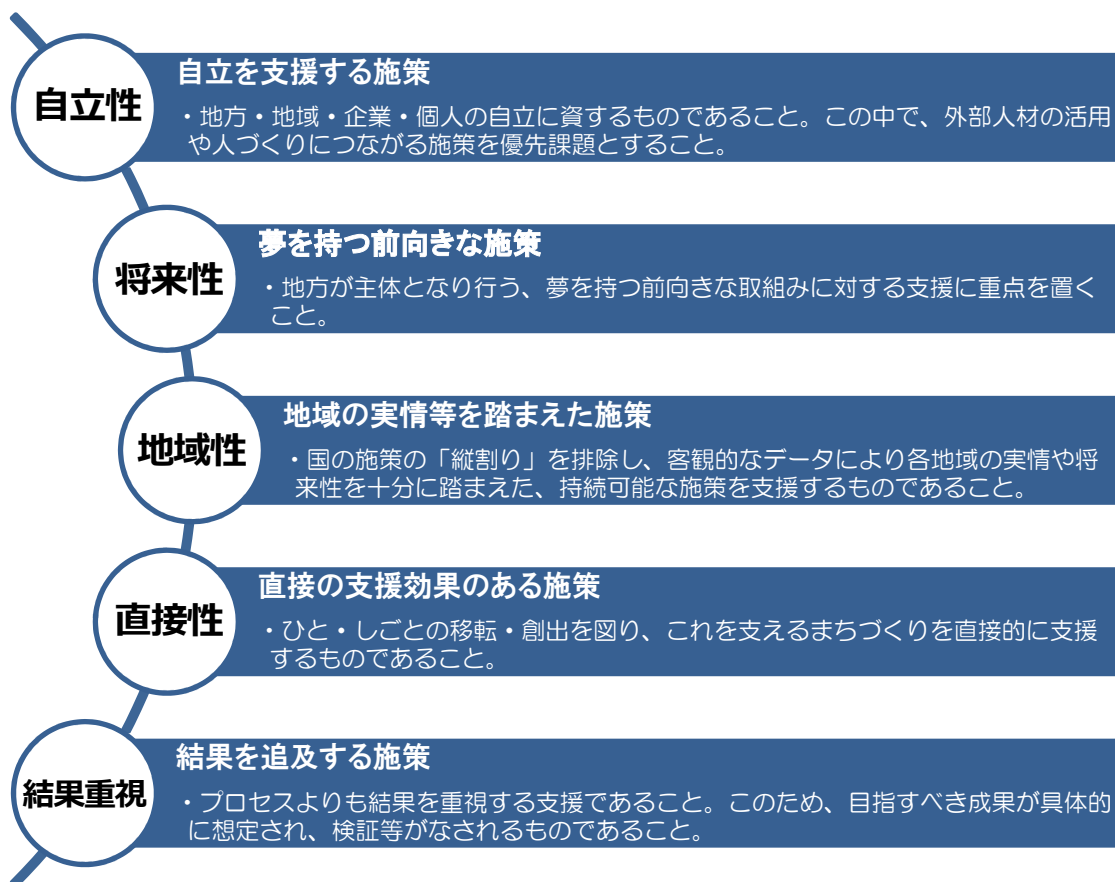 自立性
自立を支援する施策
・地方・地域・企業・個人の自立に資するものであること。この中で、外部人材の活用
や人づくりにつながる施策を優先課題とすること。
将来性
夢を持つ前向きな施策
・地方が主体となり行う、夢を持つ前向きな取組みに対する支援に重点を置く
こと。
地域性
地域の実情等を踏まえた施策
・国の施策の「縦割り」を排除し、客観的なデータにより各地域の実情や将
来性を十分に踏まえた、持続可能な施策を支援するものであること。
直接性
直接の支援効果のある施策
・ひと・しごとの移転・創出を図り、これを支えるまちづくりを直接的に支援
するものであること。
結果重視
結果を追及する施策
・プロセスよりも結果を重視する支援であること。このため、目指すべき成果が具体的
に想定され、検証等がなされるものであること。